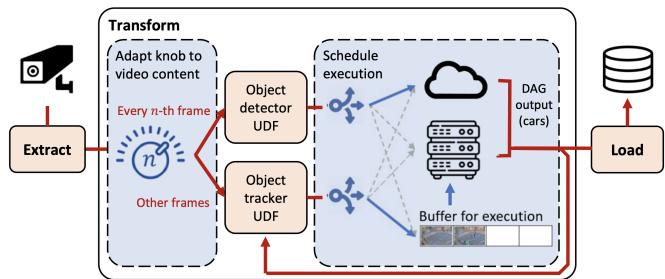 Transform
Adapt knob to
video content
Every n-th frame
n
Other frames
Extract
Object
detector
UDF
Object
tracker
UDF
Schedule
execution
DAG
output
(cars)
Buffer for execution
Load